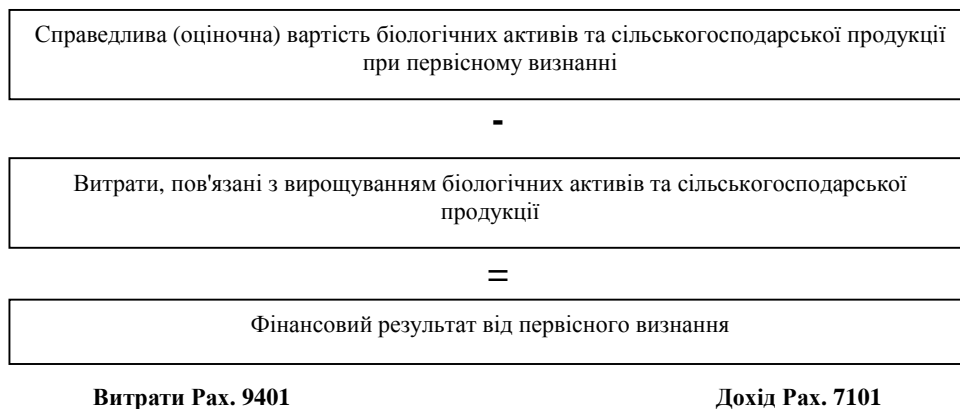 Справедлива (оціночна) вартість біологічних активів та сільськогосподарської продукції
при первісному визнанні
-
Витрати, пов'язані з вирощуванням біологічних активів та сільськогосподарської
продукції
=
Фінансовий результат від первісного визнання
Витрати Рах. 9401 Дохід Рах. 7101